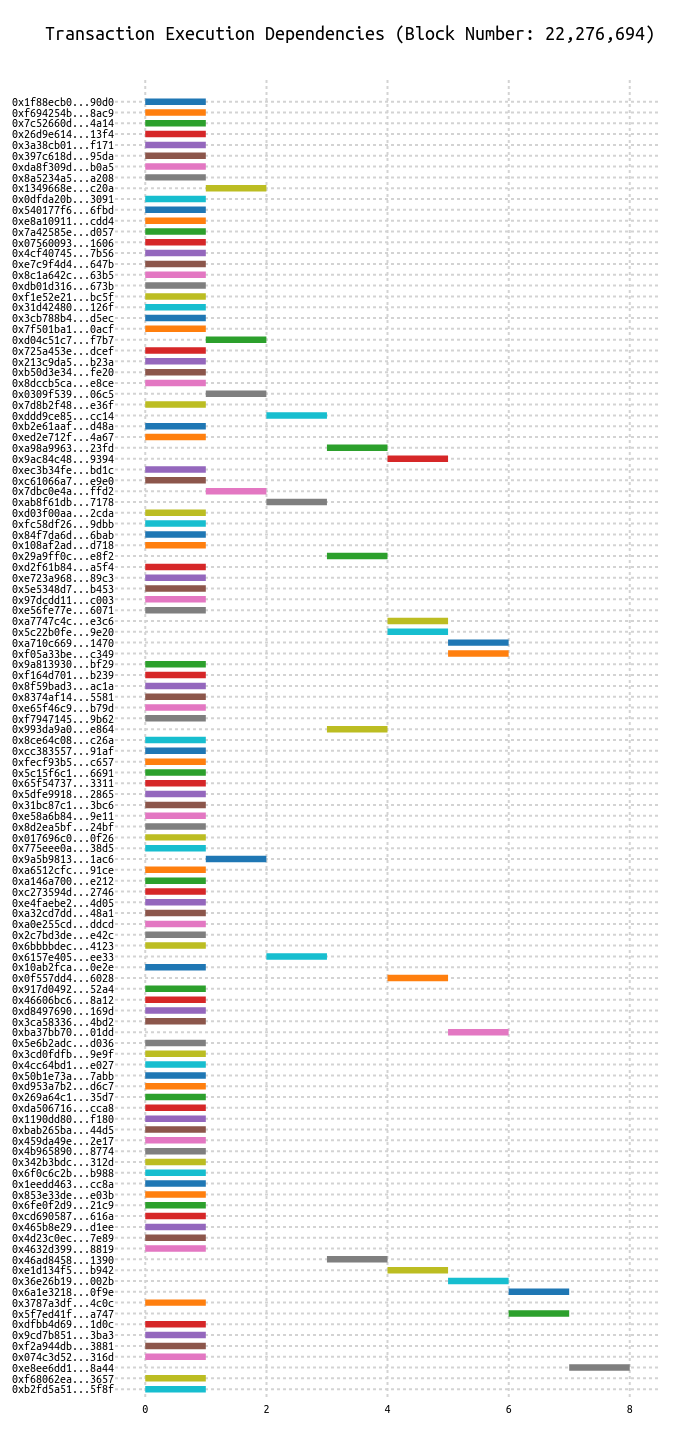 Transaction Execution Dependencies (Block Number: 22,276,694)
0x1f88ecb0...90d0
0xf694254b...8ac9
0x7c52660d...4a14
0x26d9e614...13f4
0x3a38cb01...f171
0x397c618d...95da
0xda8f309d...b0a5
0x8a5234a5...a208
0x1349668e...c20a
0x0dfda20b...3091
0x540177f6...6fbd
0xe8a10911...cdd4
0x7a42585e...d057
0x07560093...1606
0x4cf40745...7b56
0xe7c9f4d4...647b
0x8c1a642c...63b5
0xdb01d316...673b
0xf1e52e21...bc5f
0x31d42480...126f
0x3cb788b4...d5ec
0x7f501ba1...0acf
0xd04c51c7...f7b7
0x725a453e...dcef
0x213c9da5...b23a
0xb50d3e34...fe20
0x8dccb5ca...e8ce
0x0309f539...06c5
0x7d8b2f48...e36f
0xddd9ce85...cc14
0xb2e61aaf...d48a
0xed2e712f...4a67
0xa98a9963...23fd
0x9ac84c48...9394
0xec3b34fe...bd1c
0xc61066a7...e9e0
0x7dbc0e4a...ffd2
0xab8f61db...7178
0xd03f00aa...2cda
0xfc58df26...9dbb
0x84f7da6d...6bab
0x108af2ad...d718
0x29a9ff0c...e8f2
0xd2f61b84...a5f4
0xe723a968...89c3
0x5e5348d7...b453
0x97dcdd11...c003
0xe56fe77e...6071
0xa7747c4c...e3c6
0x5c22b0fe...9e20
0xa710c669...1470
0xf05a33be...c349
0x9a813930...bf29
0xf164d701...b239
0x8f59bad3...ac1a
0x8374af14...5581
0xe65f46c9...b79d
0xf7947145...9b62
0x993da9a0...e864
0x8ce64c08...c26a
0xcc383557...91af
0xfecf93b5...c657
0x5c15f6c1...6691
0x65f54737...3311
0x5dfe9918...2865
0x31bc87c1...3bc6
0xe58a6b84...9e11
0x8d2ea5bf...24bf
0x017696c0...0f26
0x775eee0a...38d5
0x9a5b9813...1ac6
0xa6512cfc...91ce
0xa146a700...e212
0xc273594d...2746
0xe4faebe2...4d05
0xa32cd7dd...48a1
0xa0e255cd...ddcd
0x2c7bd3de...e42c
0x6bbbbdec...4123
0x6157e405...ee33
0x10ab2fca...0e2e
0x0f557dd4...6028
0x917d0492...52a4
0x46606bc6...8a12
0xd8497690...169d
0x3ca58336...4bd2
0xba37bb70...01dd
0x5e6b2adc...d036
0x3cd0fdfb...9e9f
0x4cc64bd1...e027
0x50b1e73a...7abb
0xd953a7b2...d6c7
0x269a64c1...35d7
0xda506716...cca8
0x1190dd80...f180
0xbab265ba...44d5
0x459da49e...2e17
0x4b965890...8774
0x342b3bdc...312d
0x6f0c6c2b...b988
0x1eedd463...cc8a
0x853e33de...e03b
0x6fe0f2d9...21c9
0xcd690587...616a
0x465b8e29...d1ee
0x4d23c0ec...7e89
0x4632d399...8819
0x46ad8458...1390
0xe1d134f5...b942
0x36e26b19...002b
0x6a1e3218...0f9e
0x3787a3df...4c0c
0x5f7ed41f...a747
0xdfbb4d69...1d0c
0x9cd7b851...3ba3
0xf2a944db...3881
0x074c3d52...316d
0xe8ee6dd1...8a44
0xf68062ea...3657
0xb2fd5a51...5f8f
0 2 4 6 8